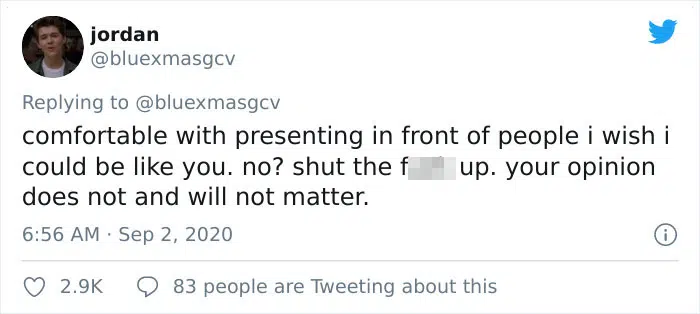 jordan
@bluexmasgcv
Replying to @bluexmasgcv
comfortable with presenting in front of people i wish i
could be like you. no? shut the f up. your opinion
does not and will not matter.
6:56 AM · Sep 2, 2020
2.9K 83 people are Tweeting about this